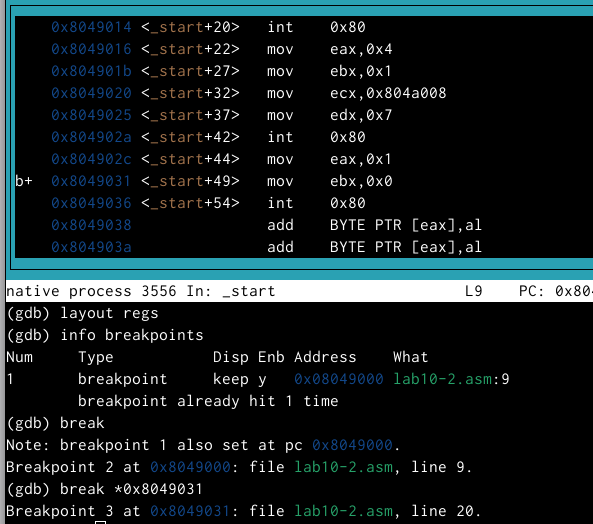 0x8049014 <_start+20> int 0x80
0x8049016 <_start+22> mov eax,0x4
0x804901b <_start+27> mov ebx,0x1
0x8049020 <_start+32> mov ecx,0x804a008
0x8049025 <_start+37> mov edx,0x7
0x804902a <_start+42> int 0x80
0x804902c <_start+44> mov eax,0x1
b+ 0x8049031 <_start+49> mov ebx,0x0
0x8049036 <_start+54> int 0x80
0x8049038 add BYTE PTR [eax],al
0x804903a add BYTE PTR [eax],al
native process 3556 In: _start L9 PC: 0x804
(gdb) layout regs
(gdb) info breakpoints
Num Type Disp Enb Address What
1 breakpoint keep y 0x08049000 lab10-2.asm:9
breakpoint already hit 1 time
(gdb) break
Note: breakpoint 1 also set at pc 0x8049000.
Breakpoint 2 at 0x8049000: file lab10-2.asm, line 9.
(gdb) break *0x8049031
Breakpoint 3 at 0x8049031: file lab10-2.asm, line 20.